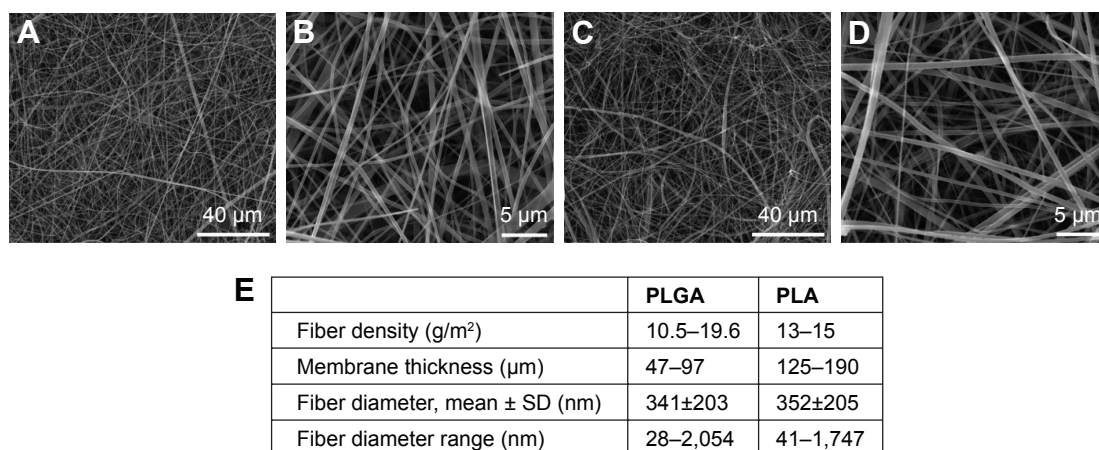 A B C D
40 µm 5 µm 40 µm 5 µm
E PLGA PLA
Fiber density (g/m²) 10.5–19.6 13–15
Membrane thickness (µm) 47–97 125–190
Fiber diameter, mean ± SD (nm) 341±203 352±205
Fiber diameter range (nm) 28–2,054 41–1,747